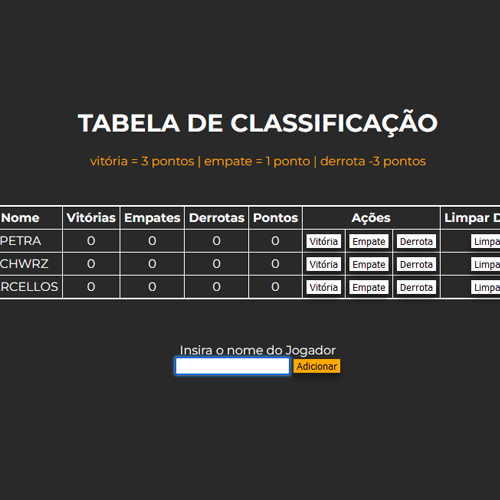 TABELA DE CLASSIFICAÇÃO
vitória = 3 pontos | empate = 1 ponto | derrota -3 pontos
Nome Vitórias Empates Derrotas Pontos Ações Limpar D
PETRA 0 0 0 0 Vitória Empate Derrota Limpa
CHWRZ 0 0 0 0 Vitória Empate Derrota Limpa
RCELLOS 0 0 0 0 Vitória Empate Derrota Limpa
Insira o nome do Jogador
Adicionar